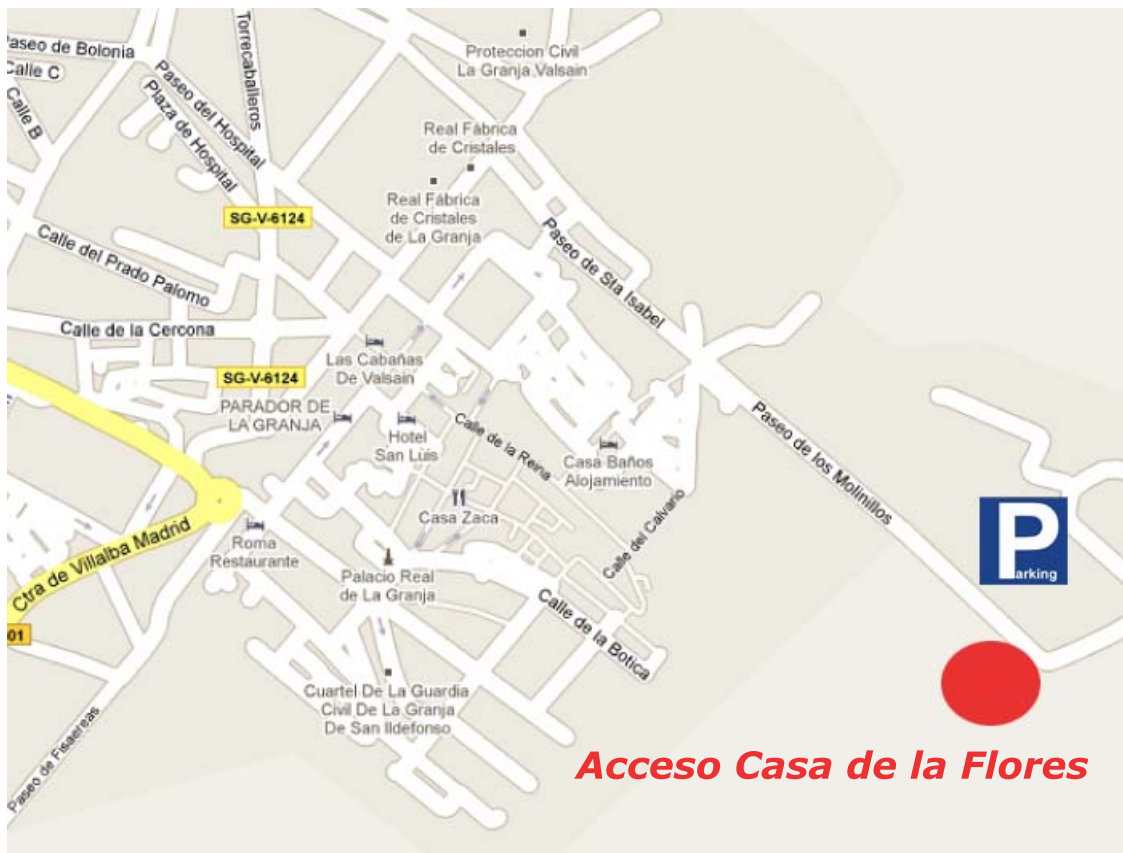 Paseo de Bolonia
Calle C
Calle B
Torrecaballeros
Paseo del Hospital
Plaza de Hospital
Proteccion Civil
La Granja Valsain
Real Fábrica
de Cristales
Real Fábrica
de Cristales
de La Granja
SG-V-6124
Calle del Prado Palomo
Paseo de Sta Isabel
Calle de la Cercona
Las Cabañas
De Valsain
SG-V-6124
PARADOR DE
LA GRANJA
Hotel
San Luis
Calle de la Reina
Casa Baños
Alojamiento
Paseo de los Molinillos
Casa Zaca
Calle del Calvario
Roma
Restaurante
Ctra de Villalba Madrid
Palacio Real
de La Granja
Calle de la Botica
01
Parking
Cuartel De La Guardia
Civil De La Granja
De San Ildefonso
Paseo de Fisaereas
Acceso Casa de la Flores